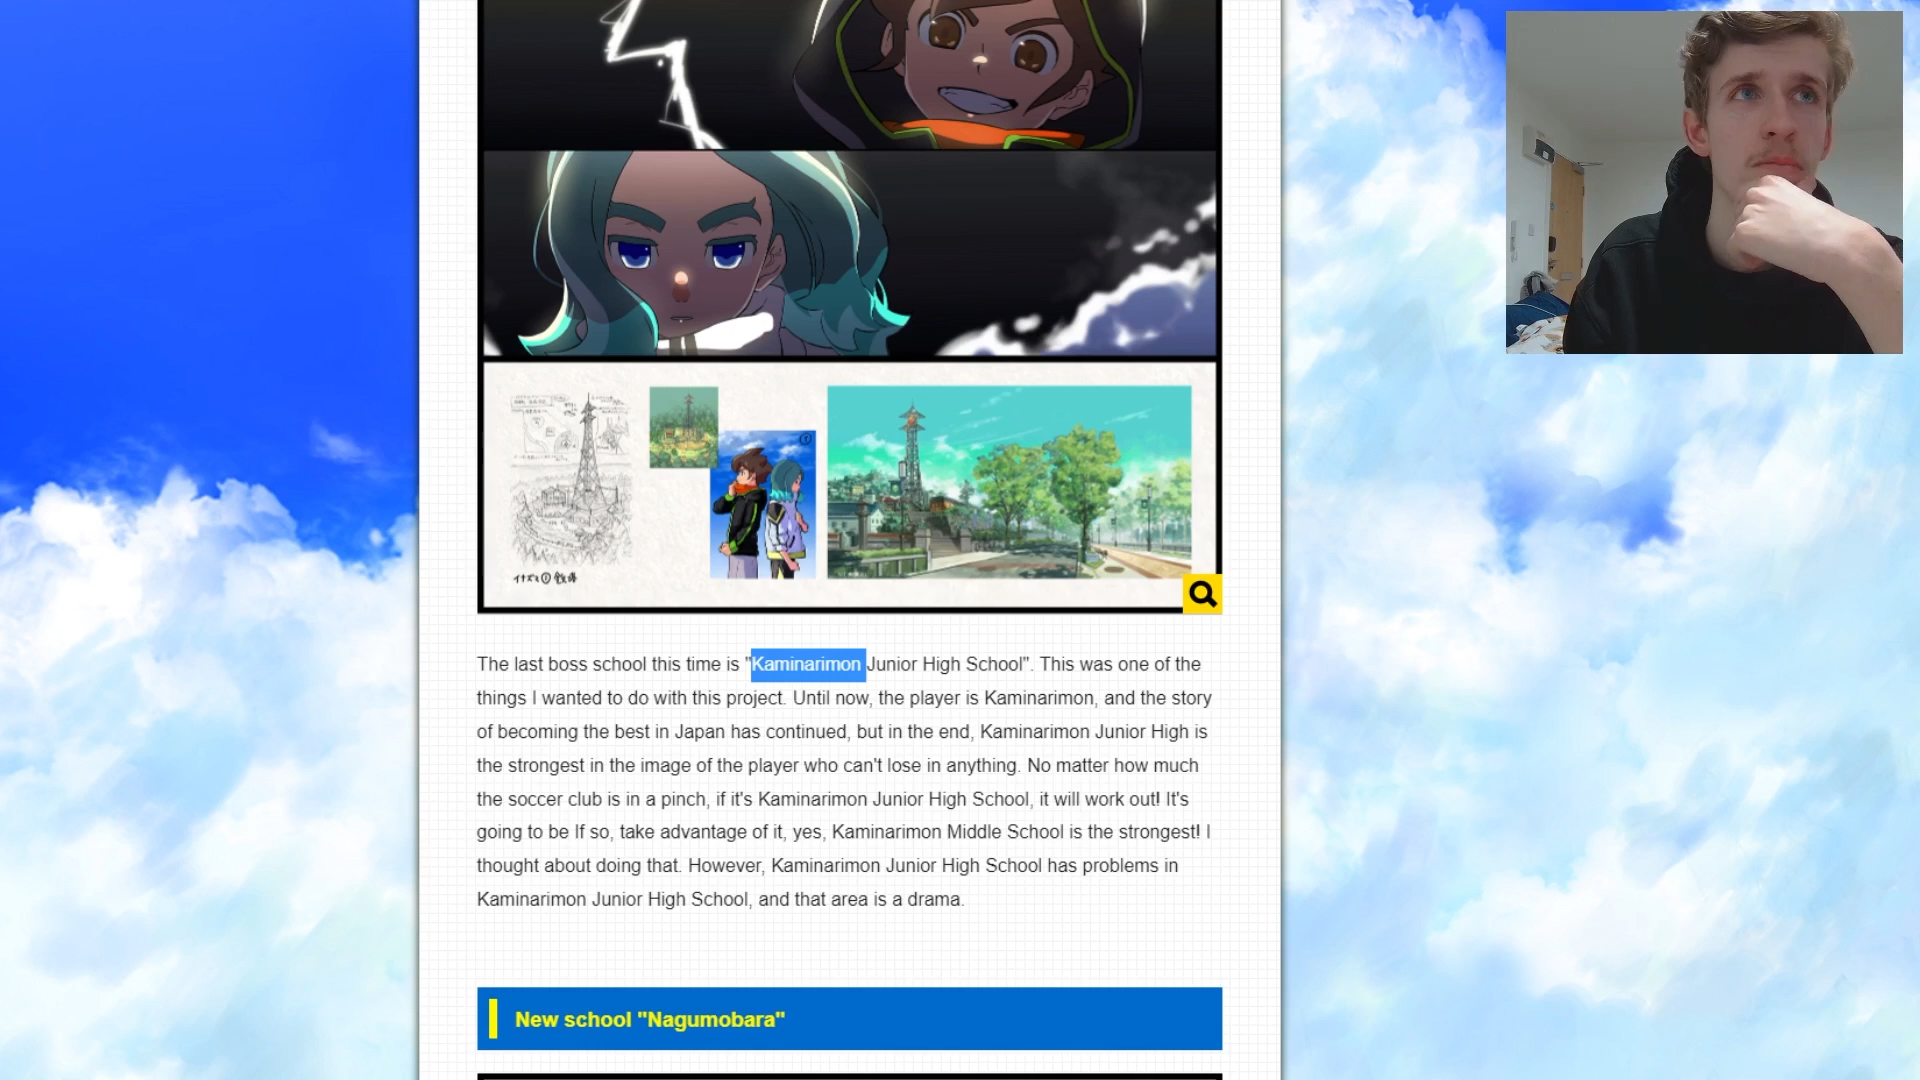 The last boss school this time is "Kaminarimon Junior High School". This was one of the
things I wanted to do with this project. Until now, the player is Kaminarimon, and the story
of becoming the best in Japan has continued, but in the end, Kaminarimon Junior High is
the strongest in the image of the player who can't lose in anything. No matter how much
the soccer club is in a pinch, if it's Kaminarimon Junior High School, it will work out! It's
going to be If so, take advantage of it, yes, Kaminarimon Middle School is the strongest! I
thought about doing that. However, Kaminarimon Junior High School has problems in
Kaminarimon Junior High School, and that area is a drama.
New school "Nagumobara"